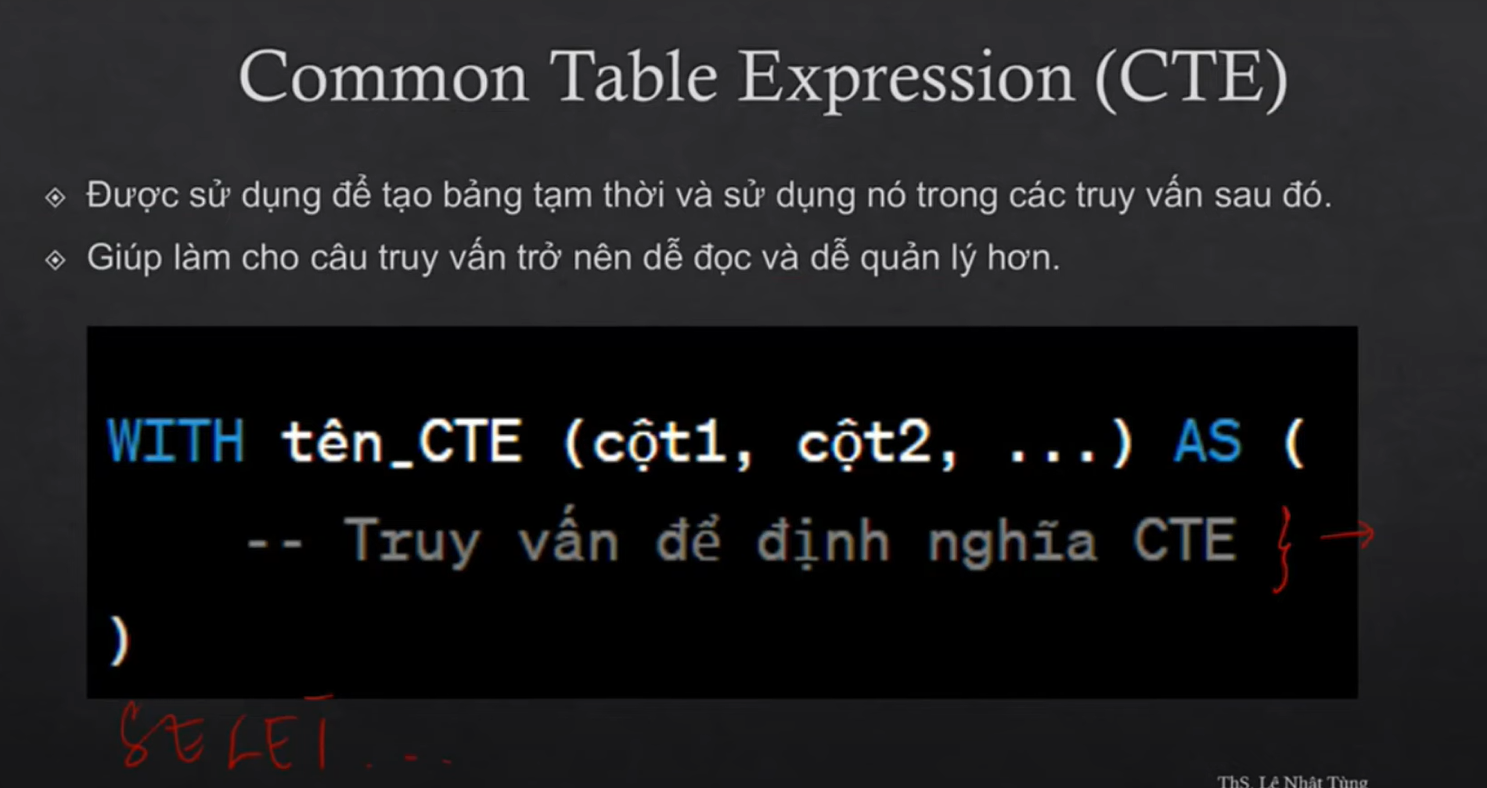 Common Table Expression (CTE)
Được sử dụng để tạo bảng tạm thời và sử dụng nó trong các truy vấn sau đó.
Giúp làm cho câu truy vấn trở nên dễ đọc và dễ quản lý hơn.
WITH tên_CTE (cột1, cột2, ...) AS (
-- Truy vấn để định nghĩa CTE } →
)
SELET...
ThS. Lê Nhật Tùng